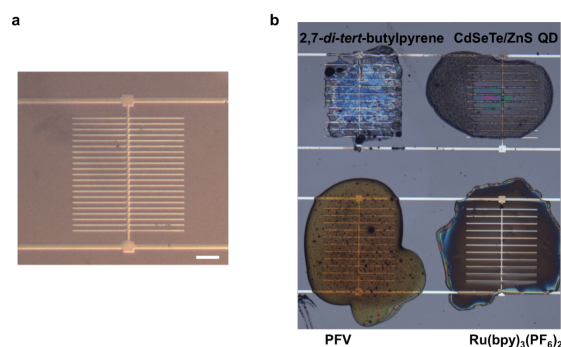 a
b
2,7-di-tert-butylpyrene CdSeTe/ZnS QD
PFV Ru(bpy)₃(PF₆)₂